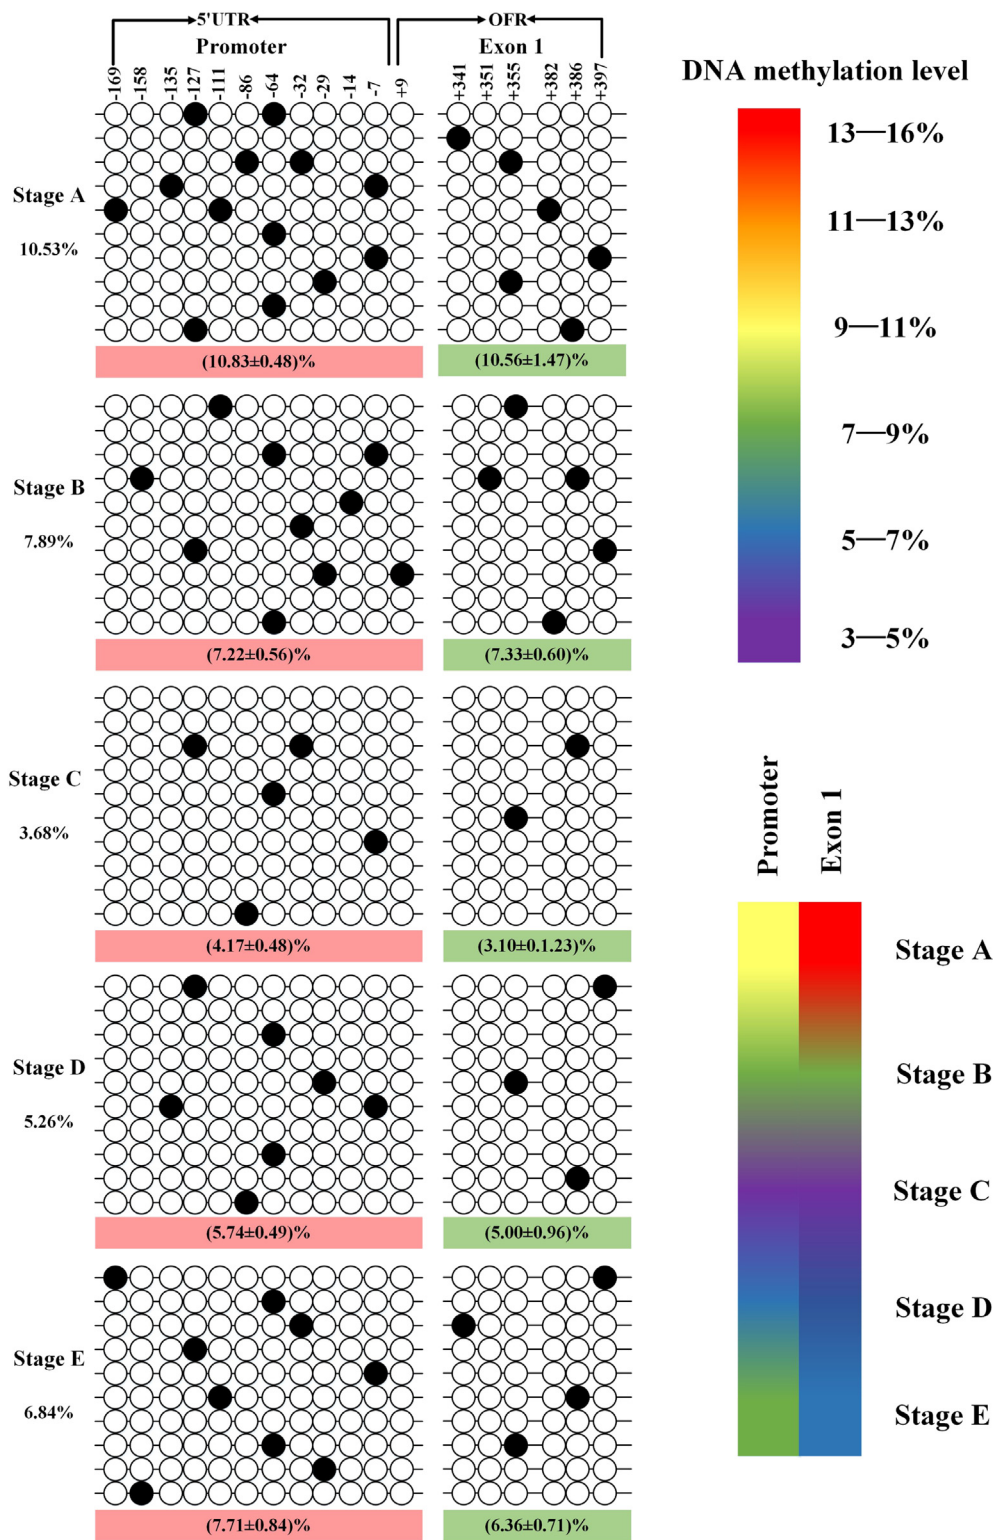 5'UTR
OFR
Promoter
Exon 1
-169
-158
-135
-127
-111
-86
-64
-32
-29
-14
-7
+9
+341
+351
+355
+382
+386
+397
Stage A
10.53%
(10.83±0.48)%
(10.56±1.47)%
Stage B
7.89%
(7.22±0.56)%
(7.33±0.60)%
Stage C
3.68%
(4.17±0.48)%
(3.10±0.1.23)%
Stage D
5.26%
(5.74±0.49)%
(5.00±0.96)%
Stage E
6.84%
(7.71±0.84)%
(6.36±0.71)%
DNA methylation level
13—16%
11—13%
9—11%
7—9%
5—7%
3—5%
Promoter
Exon 1
Stage A
Stage B
Stage C
Stage D
Stage E